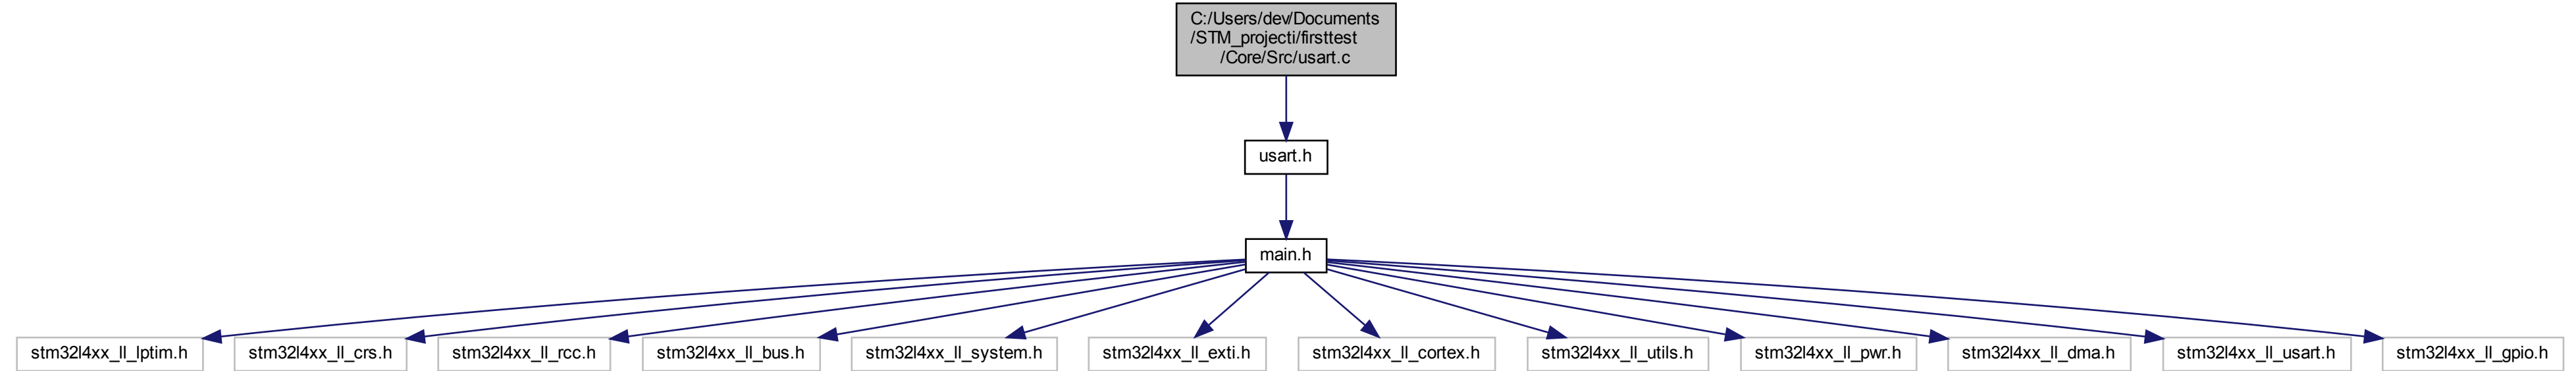 C:/Users/dev/Documents
/STM_projecti/firsttest
/Core/Src/usart.c
usart.h
main.h
stm32l4xx_ll_lptim.h
stm32l4xx_ll_crs.h
stm32l4xx_ll_rcc.h
stm32l4xx_ll_bus.h
stm32l4xx_ll_system.h
stm32l4xx_ll_exti.h
stm32l4xx_ll_cortex.h
stm32l4xx_ll_utils.h
stm32l4xx_ll_pwr.h
stm32l4xx_ll_dma.h
stm32l4xx_ll_usart.h
stm32l4xx_ll_gpio.h